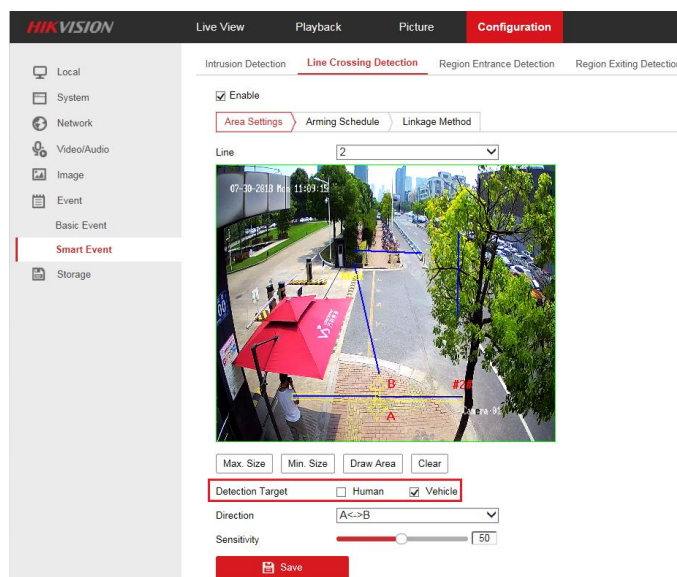 HIKVISION
Live View Playback Picture Configuration
Local
System
Network
Video/Audio
Image
Event
Basic Event
Smart Event
Storage
Intrusion Detection Line Crossing Detection Region Entrance Detection Region Exiting Detection
Enable
Area Settings Arming Schedule Linkage Method
Line 2
07-30-2018 Mon 11:09:15
B
#2#
A
Camera 01
Max. Size Min. Size Draw Area Clear
Detection Target Human Vehicle
Direction A<->B
Sensitivity 50
Save